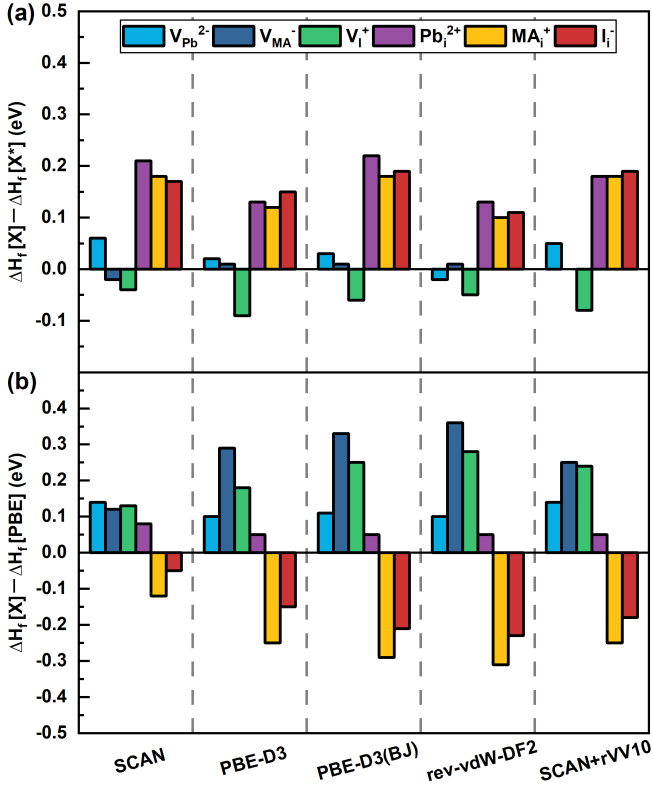 (a)
V_Pb^2- V_MA^- V_I^+ Pb_i^2+ MA_i^+ I_i^-
0.5
0.4
0.3
0.2
0.1
0.0
-0.1
ΔH_f [X] — ΔH_f [X*] (eV)
(b)
0.4
0.3
0.2
0.1
0.0
-0.1
-0.2
-0.3
-0.4
-0.5
ΔH_f [X] — ΔH_f [PBE] (eV)
SCAN PBE-D3 PBE-D3(BJ) rev-vdW-DF2 SCAN+rVV10